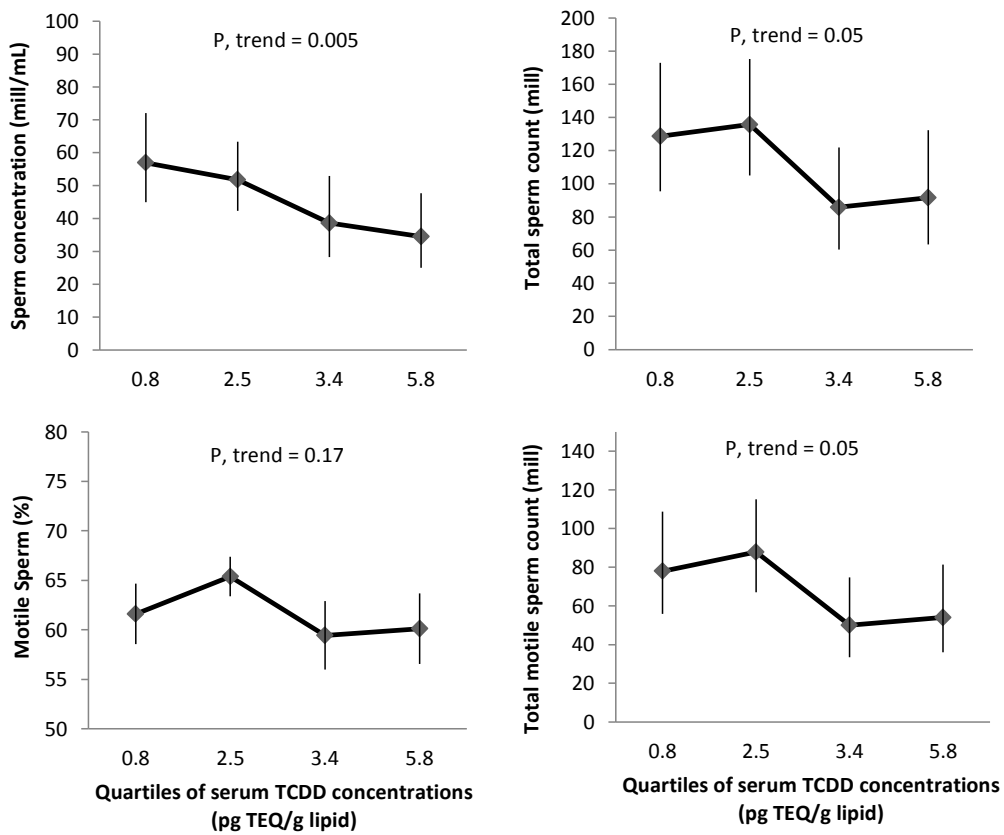 Sperm concentration (mill/mL)
100
90
80
70
60
50
40
30
20
10
0
P, trend = 0.005
0.8 2.5 3.4 5.8
Total sperm count (mill)
200
180
160
140
120
100
80
60
40
20
0
P, trend = 0.05
0.8 2.5 3.4 5.8
Motile Sperm (%)
80
75
70
65
60
55
50
P, trend = 0.17
0.8 2.5 3.4 5.8
Quartiles of serum TCDD concentrations
(pg TEQ/g lipid)
Total motile sperm count (mill)
140
120
100
80
60
40
20
0
P, trend = 0.05
0.8 2.5 3.4 5.8
Quartiles of serum TCDD concentrations
(pg TEQ/g lipid)